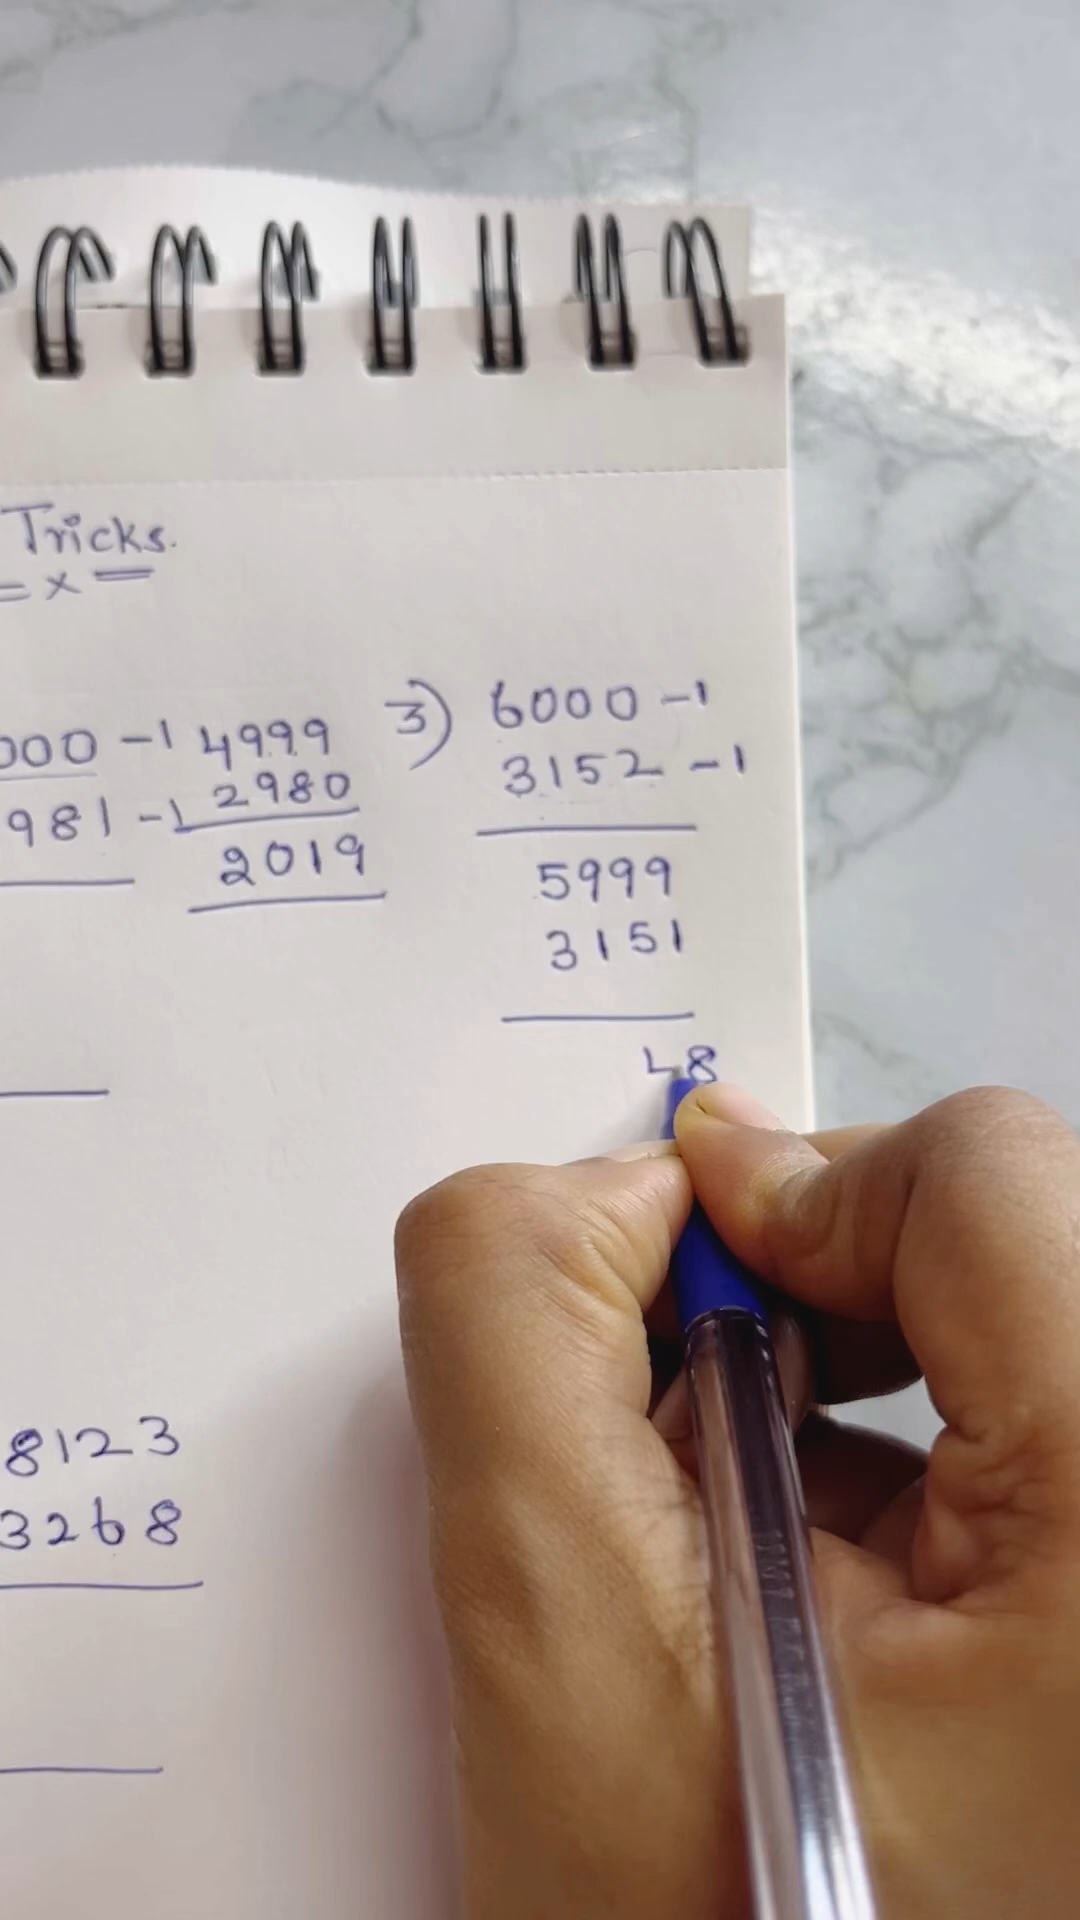 Tricks.
= x =
000 -1 4999
981 -1 2980
2019
3) 6000 -1
3152 -1
5999
3151
48
8123
3268